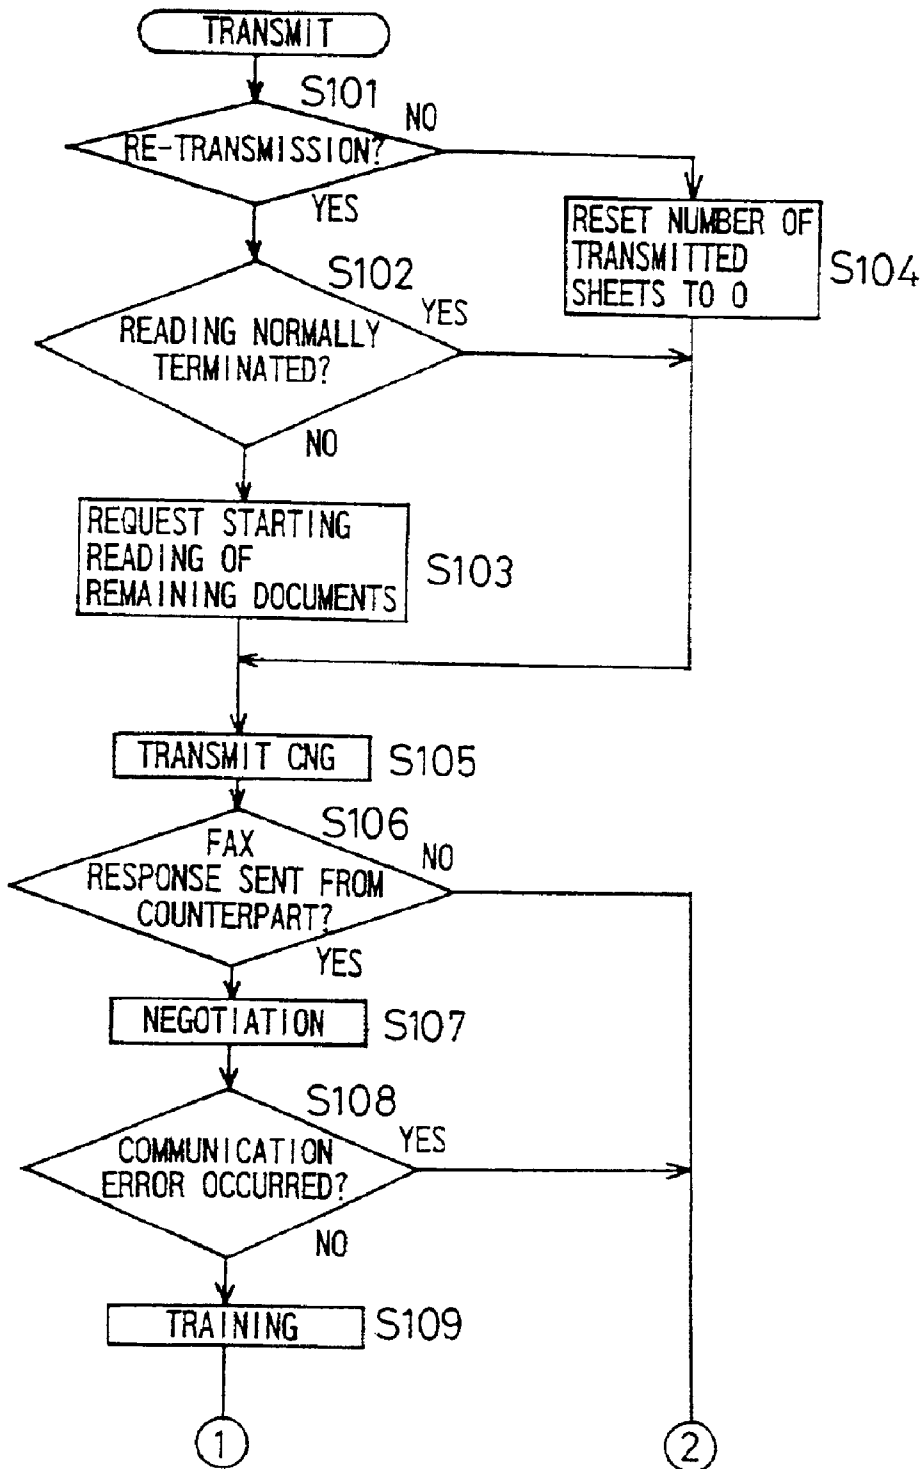 TRANSMIT
S101
NO
RE-TRANSMISSION?
YES
RESET NUMBER OF
TRANSMITTED
SHEETS TO 0
S104
S102
YES
READING NORMALLY
TERMINATED?
NO
REQUEST STARTING
READING OF
REMAINING DOCUMENTS
S103
TRANSMIT CNG
S105
S106
NO
FAX
RESPONSE SENT FROM
COUNTERPART?
YES
NEGOTIATION
S107
S108
YES
COMMUNICATION
ERROR OCCURRED?
NO
TRAINING
S109
1
2